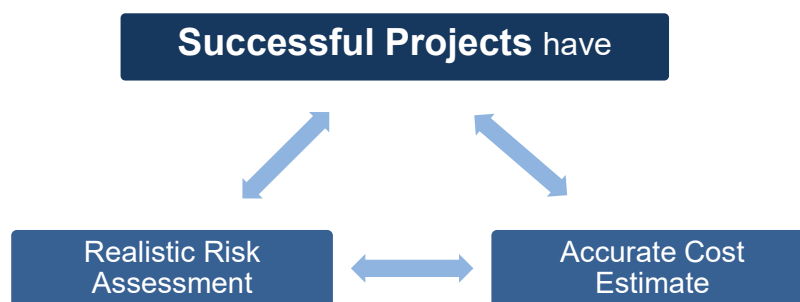 Successful Projects have
Realistic Risk
Assessment
Accurate Cost
Estimate